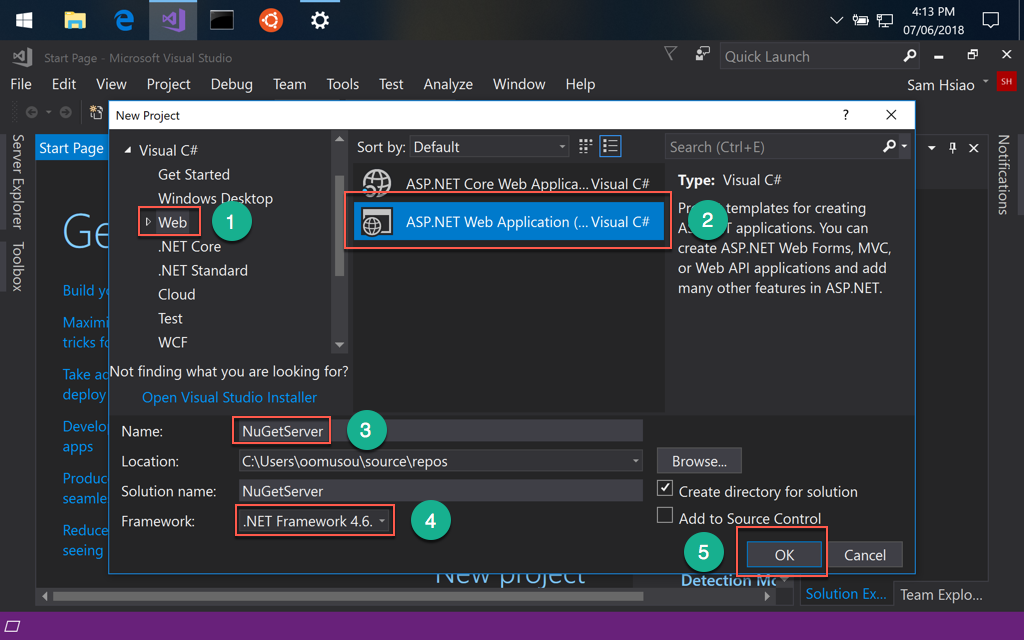 4:13 PM
07/06/2018
Start Page - Microsoft Visual Studio
Quick Launch
File Edit View Project Debug Team Tools Test Analyze Window Help
Sam Hsiao
SH
New Project
?
Server Explorer
Toolbox
Start Page
Notifications
Visual C#
Get Started
Windows Desktop
Web
1
.NET Core
.NET Standard
Cloud
Test
WCF
Not finding what you are looking for?
Open Visual Studio Installer
Sort by: Default
ASP.NET Core Web Applica... Visual C#
ASP.NET Web Application (... Visual C#
2
Search (Ctrl+E)
Type: Visual C#
templates for creating
applications. You can
create ASP.NET Web Forms, MVC,
or Web API applications and add
many other features in ASP.NET.
Ge
Build yo
Maximi
tricks fo
Take ad
deploy
Develop
apps
Produc
seamle
Reduce
seeing
Name: NuGetServer
3
Location: C:\Users\oomusou\source\repos
Browse...
Solution name: NuGetServer
Create directory for solution
Framework: .NET Framework 4.6.
4
Add to Source Control
5
OK
Cancel
New project
Detection Mo
Solution Ex...
Team Explo...